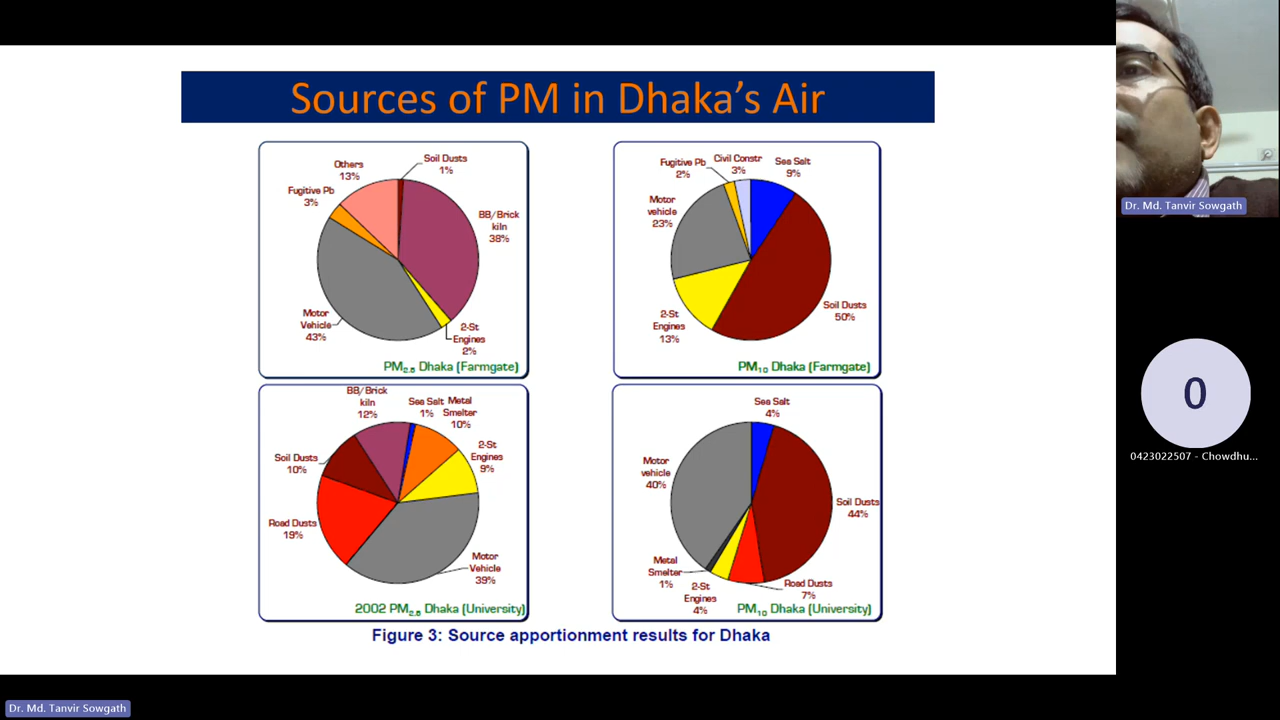 Sources of PM in Dhaka's Air
Others
13%
Soil Dusts
1%
Fugitive Pb
3%
BB/Brick
kiln
38%
Motor
Vehicle
43%
2-St
Engines
2%
PM2.5 Dhaka (Farmgate)
Fugitive Pb
2%
Civil Constr
3%
Sea Salt
9%
Motor
vehicle
23%
Soil Dusts
50%
2-St
Engines
13%
PM10 Dhaka (Farmgate)
BB/Brick
kiln
12%
Sea Salt
1%
Metal
Smelter
10%
2-St
Engines
9%
Soil Dusts
10%
Road Dusts
19%
Motor
Vehicle
39%
2002 PM2.5 Dhaka (University)
Sea Salt
4%
Motor
vehicle
40%
Soil Dusts
44%
Metal
Smelter
1%
2-St
Engines
4%
Road Dusts
7%
PM10 Dhaka (University)
Figure 3: Source apportionment results for Dhaka
Dr. Md. Tanvir Sowgath
0
0423022507 - Chowdhu...
Dr. Md. Tanvir Sowgath